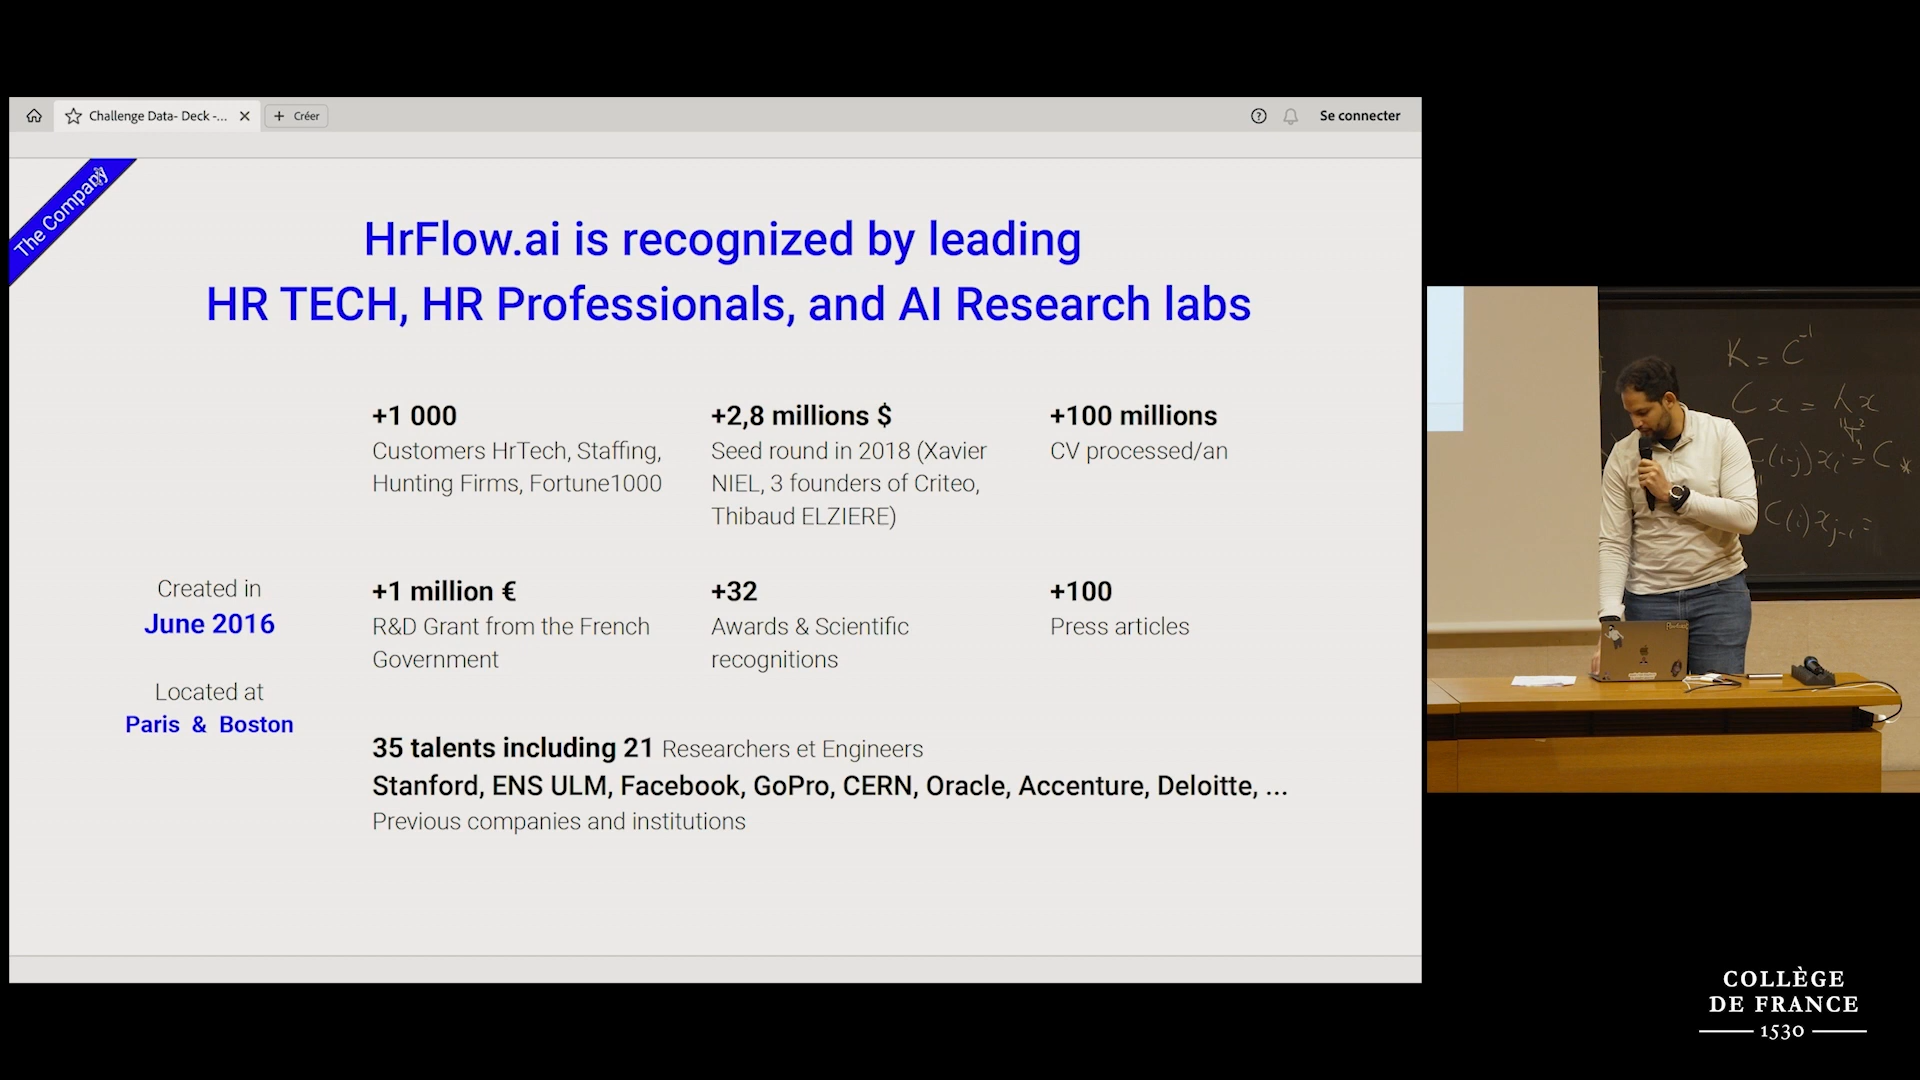 Challenge Data- Deck -...
Créer
Se connecter
The Company
HrFlow.ai is recognized by leading
HR TECH, HR Professionals, and AI Research labs
+1 000
Customers HrTech, Staffing,
Hunting Firms, Fortune1000
+2,8 millions $
Seed round in 2018 (Xavier
NIEL, 3 founders of Criteo,
Thibaud ELZIERE)
+100 millions
CV processed/an
Created in
June 2016
Located at
Paris & Boston
+1 million €
R&D Grant from the French
Government
+32
Awards & Scientific
recognitions
+100
Press articles
35 talents including 21 Researchers et Engineers
Stanford, ENS ULM, Facebook, GoPro, CERN, Oracle, Accenture, Deloitte, ...
Previous companies and institutions
K = C⁻¹
C x = λ x
COLLÈGE
DE FRANCE
1530